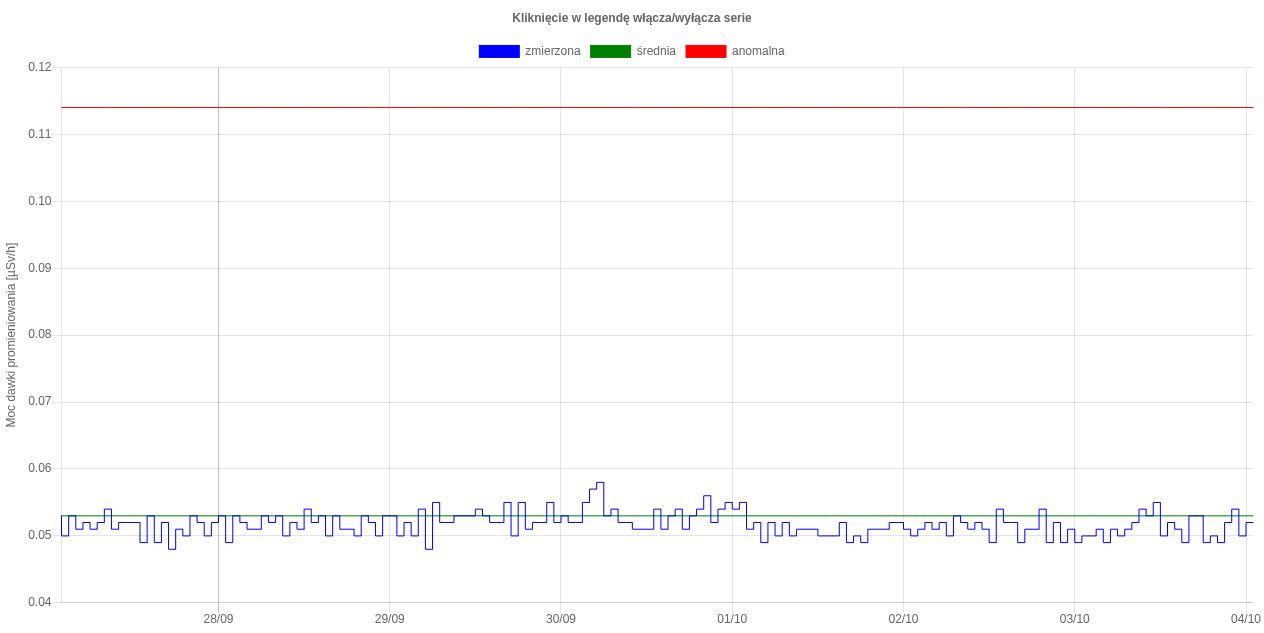 Kliknięcie w legendę włącza/wyłącza serie
zmierzona średnia anomalna
Moc dawki promieniowania [µSv/h]
0.12
0.11
0.10
0.09
0.08
0.07
0.06
0.05
0.04
28/09 29/09 30/09 01/10 02/10 03/10 04/10